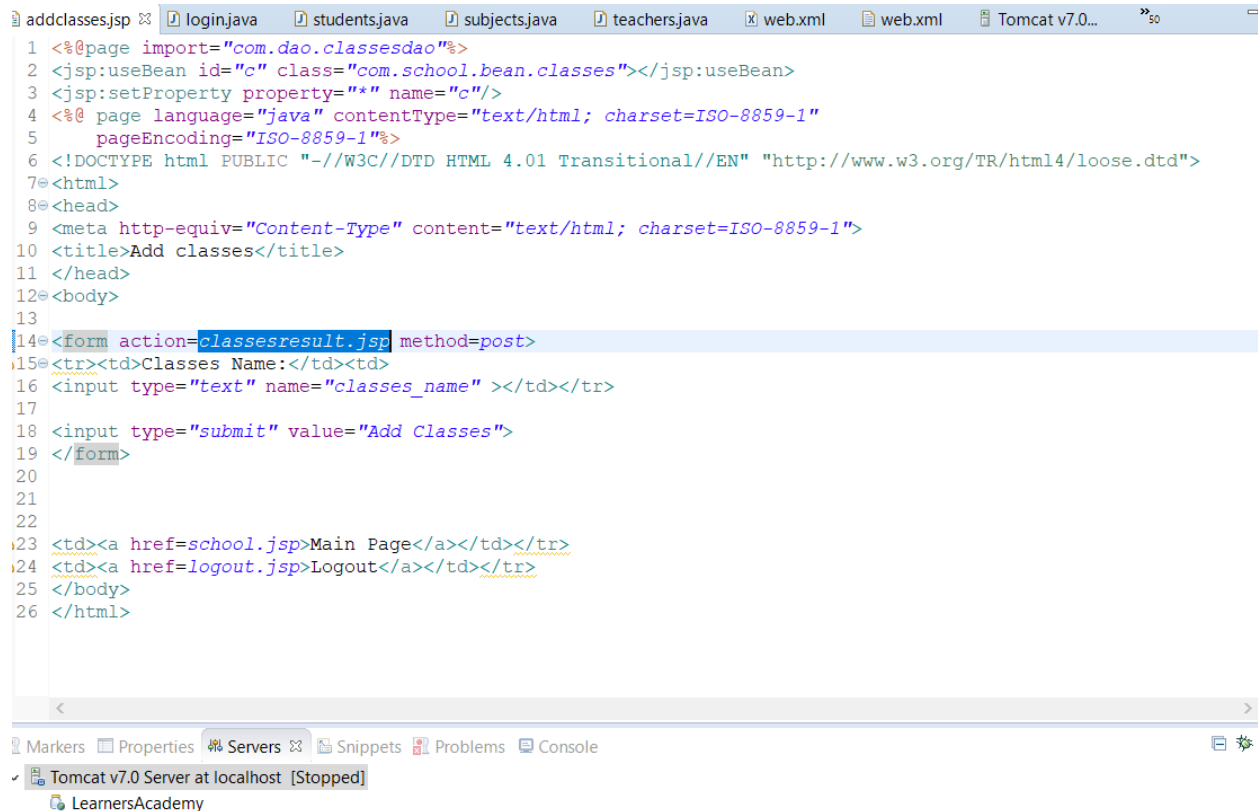 addclasses.jsp login.java students.java subjects.java teachers.java web.xml web.xml Tomcat v7.0... »50
1 <%@page import="com.dao.classesdao"%>
2 <jsp:useBean id="c" class="com.school.bean.classes"></jsp:useBean>
3 <jsp:setProperty property="*" name="c"/>
4 <%@ page language="java" contentType="text/html; charset=ISO-8859-1"
5     pageEncoding="ISO-8859-1"%>
6 <!DOCTYPE html PUBLIC "-//W3C//DTD HTML 4.01 Transitional//EN" "http://www.w3.org/TR/html4/loose.dtd">
7 <html>
8 <head>
9 <meta http-equiv="Content-Type" content="text/html; charset=ISO-8859-1">
10 <title>Add classes</title>
11 </head>
12 <body>
13
14 <form action=classesresult.jsp method=post>
15 <tr><td>Classes Name:</td><td>
16 <input type="text" name="classes_name" ></td></tr>
17
18 <input type="submit" value="Add Classes">
19 </form>
20
21
22
23 <td><a href=school.jsp>Main Page</a></td></tr>
24 <td><a href=logout.jsp>Logout</a></td></tr>
25 </body>
26 </html>
Markers Properties Servers Snippets Problems Console
Tomcat v7.0 Server at localhost [Stopped]
LearnersAcademy